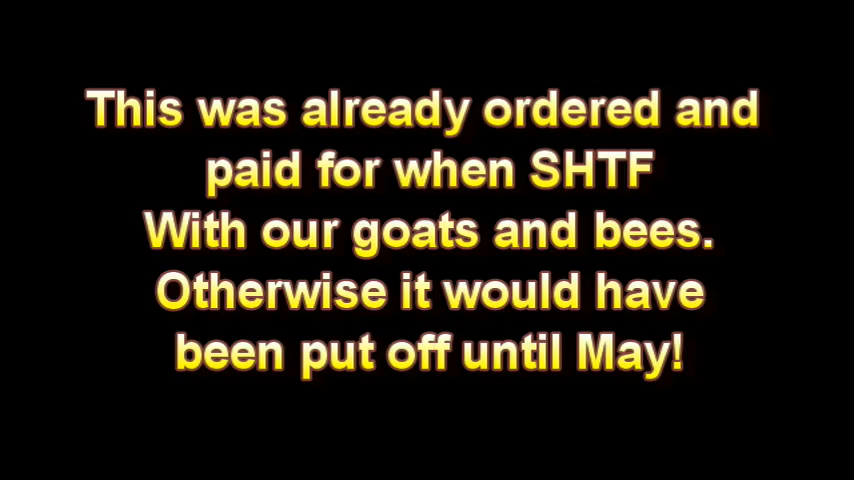 This was already ordered and
paid for when SHTF
With our goats and bees.
Otherwise it would have
been put off until May!